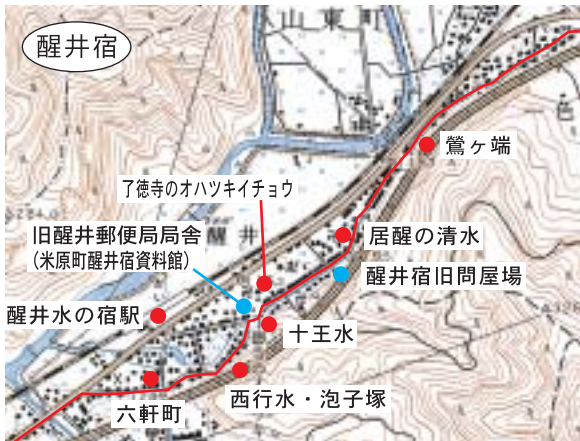 醒井宿
山東町
鶯ヶ端
了徳寺のオハツキイチョウ
旧醒井郵便局局舎
(米原町醒井宿資料館)
醒井
居醒の清水
醒井宿旧問屋場
醒井水の宿駅
十王水
西行水・泡子塚
六軒町